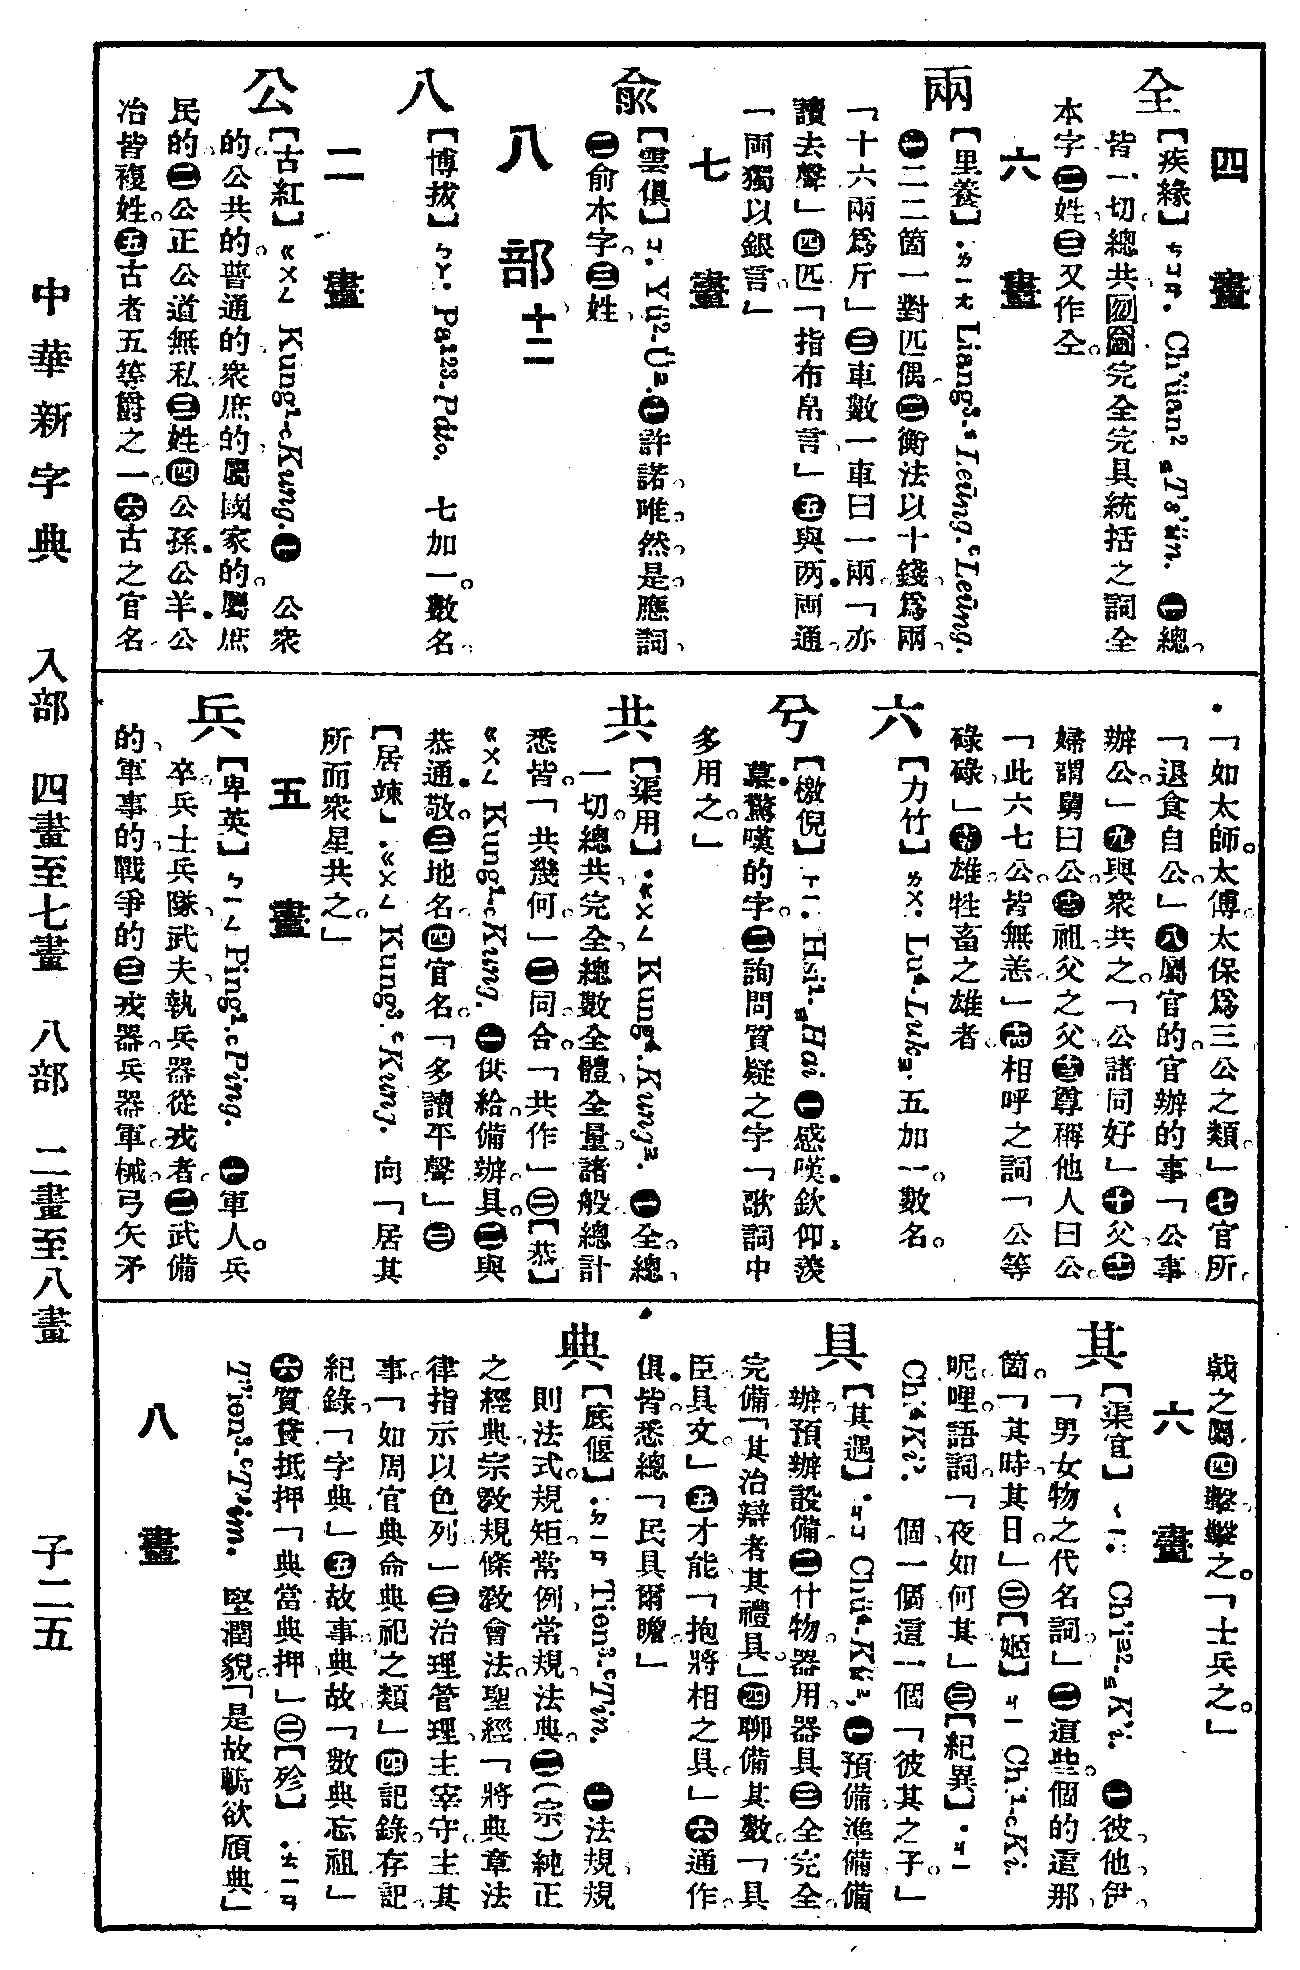 四畫
全
【疾緣】ㄘㄩㄢ. Ch'üan² Ts'ün. ㊀總
皆一切總共囫圇完全完具統括之詞全
本字㊁姓㊂又作仝
六畫
兩
【里養】ㄌㄧㄤ Liang³⁻⁴ Leūng. Leūng.
㊀二二箇一對匹偶㊁衡法以十錢爲兩
「十六兩爲斤」㊂車數一車曰一兩「亦
讀去聲」㊃匹「指布帛言」㊄與两両通
「両獨以銀言」
七畫
兪
【雲俱】ㄩ. Yü²-Ü². ㊀許諾唯然是應詞
㊁俞本字㊂姓
八部十二
八
【博拔】ㄅㄚ. Pa¹²³. Páo. 七加一數名
二畫
公
【古紅】ㄍㄨㄥ Kung¹-Kung. ㊀ 公衆
的公共的普通的衆庶的屬國家的屬庶
民的㊁公正公道無私㊂姓㊃公孫公羊公
冶皆複姓㊄古者五等爵之一㊅古之官名
「如太師太傅太保爲三公之類」㊆官所
「退食自公」㊇屬官的官辦的事「公事
辦公」㊈與衆共之「公諸同好」㊉父
婦謂舅曰公 祖父之父 尊稱他人曰公
「此六七公皆無恙」 相呼之詞「公等
碌碌」 雄牲畜之雄者
六
【力竹】ㄌㄨ. Lu⁴-Luk. 五加一數名
兮
【檄倪】ㄒㄧ. Hsi¹. Hai ㊀感嘆欽仰羨
慕驚嘆的字㊁詢問質疑之字「歌詞中
多用之」
共
【渠用】ㄍㄨㄥ Kung⁴. Kung². ㊀全總
一切總共完全總數全體全量諸般總計
悉皆「共幾何」㊁同合「共作」㊁【恭】
ㄍㄨㄥ Kung¹-Kung. ㊀供給備辦具㊁與
恭通敬㊂地名㊃官名「多讀平聲」㊂
【居竦】ㄍㄨㄥ Kung³. Kung. 向「居其
所而衆星共之」
五畫
兵
【卑英】ㄅㄧㄥ Ping¹. Ping. ㊀軍人兵
卒兵士兵隊武夫執兵器從戎者㊁武備
的軍事的戰爭的㊂戎器兵器軍械弓矢矛
戟之屬㊃擊擊之「士兵之」
六畫
其
【渠宜】ㄑㄧ. Ch'i². K'i. ㊀彼他伊
「男女物之代名詞」㊁這些個的這那
箇「其時其日」㊁【姬】ㄐㄧ Chi¹ Ki.
呢哩語詞「夜如何其」㊂【紀異】ㄐㄧ
Chi⁴ Ki³. 個一個這一個「彼其之子」
具
【其遇】ㄐㄩ Chü⁴-Kü², ㊀預備準備備
辦預辦設備㊁什物器用器具㊂全完全
完備「其治辯者其禮具」㊃聊備其數「具
臣具文」㊄才能「抱將相之具」㊅通作
俱皆悉總「民具爾瞻」
典
【底偃】ㄉㄧㄢ Tien³-Tin. ㊀法規規
則法式規矩常例常規法典㊁(宗)純正
之經典宗敎規條敎會法聖經「將典章法
律指示以色列」㊂治理管理主宰守主其
事「如周官典命典祀之類」㊃記錄存記
紀錄「字典」㊄故事典故「數典忘祖」
㊅質貸抵押「典當典押」㊁【殄】ㄊㄧㄢ
T'ien³-T'im. 堅潤貌「是故輈欲頎典」
八畫
中華新字典 入部 四畫至七畫 八部 二畫至八畫 子二五